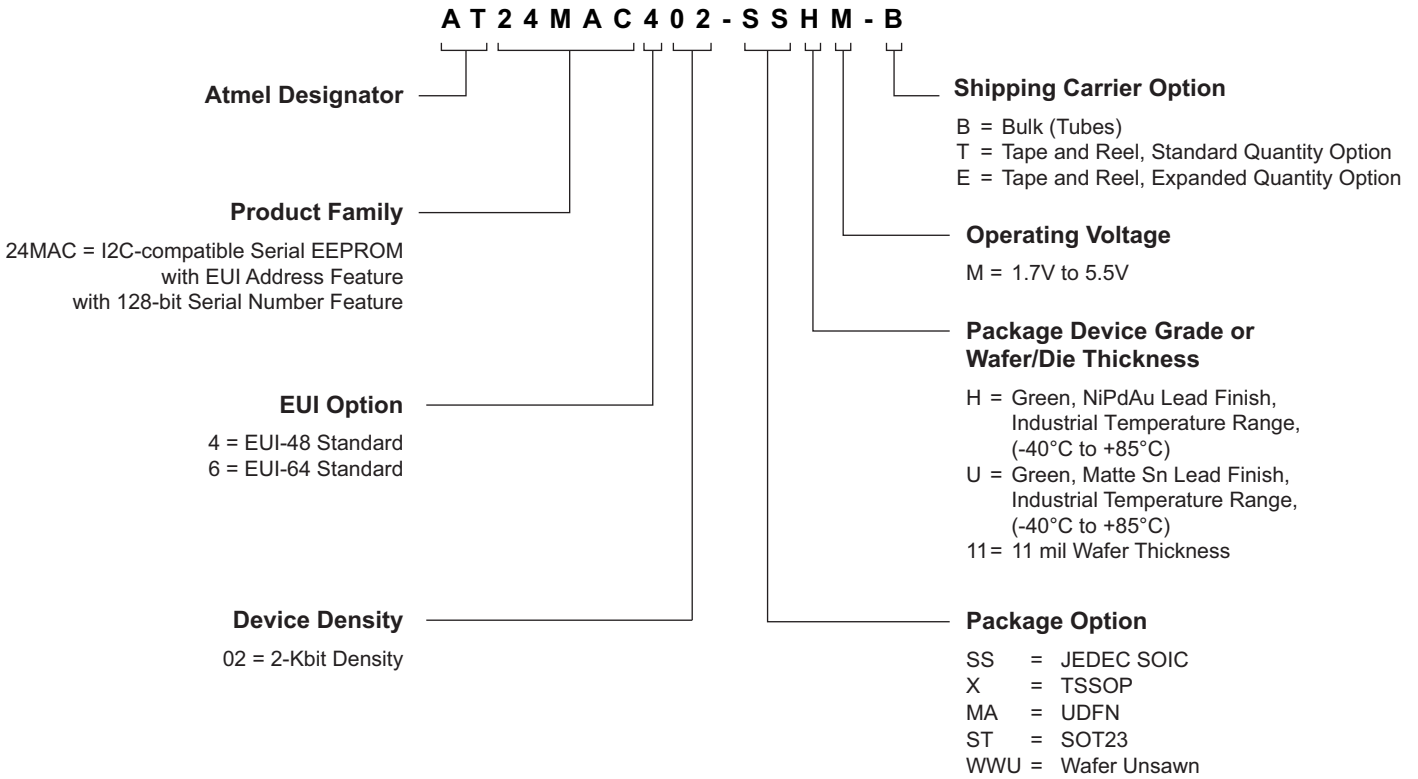 AT24MAC402-SSHM-B
Atmel Designator
Product Family
24MAC = I2C-compatible Serial EEPROM
with EUI Address Feature
with 128-bit Serial Number Feature
EUI Option
4 = EUI-48 Standard
6 = EUI-64 Standard
Device Density
02 = 2-Kbit Density
Shipping Carrier Option
B = Bulk (Tubes)
T = Tape and Reel, Standard Quantity Option
E = Tape and Reel, Expanded Quantity Option
Operating Voltage
M = 1.7V to 5.5V
Package Device Grade or
Wafer/Die Thickness
H = Green, NiPdAu Lead Finish,
Industrial Temperature Range,
(-40°C to +85°C)
U = Green, Matte Sn Lead Finish,
Industrial Temperature Range,
(-40°C to +85°C)
11= 11 mil Wafer Thickness
Package Option
SS = JEDEC SOIC
X = TSSOP
MA = UDFN
ST = SOT23
WWU = Wafer Unsawn